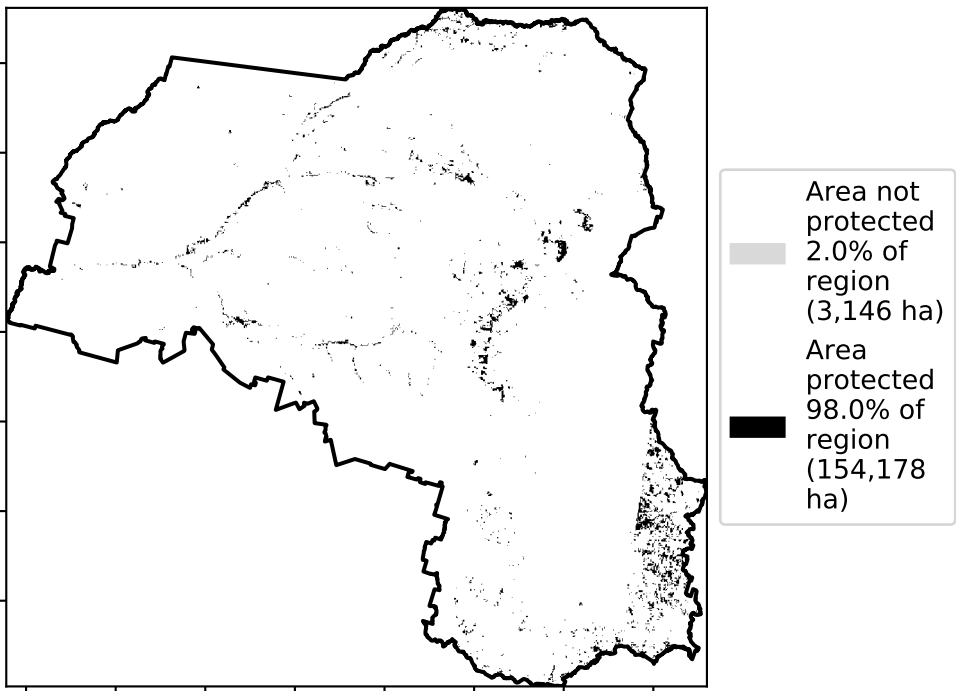 Area not
protected
2.0% of
region
(3,146 ha)
Area
protected
98.0% of
region
(154,178
ha)